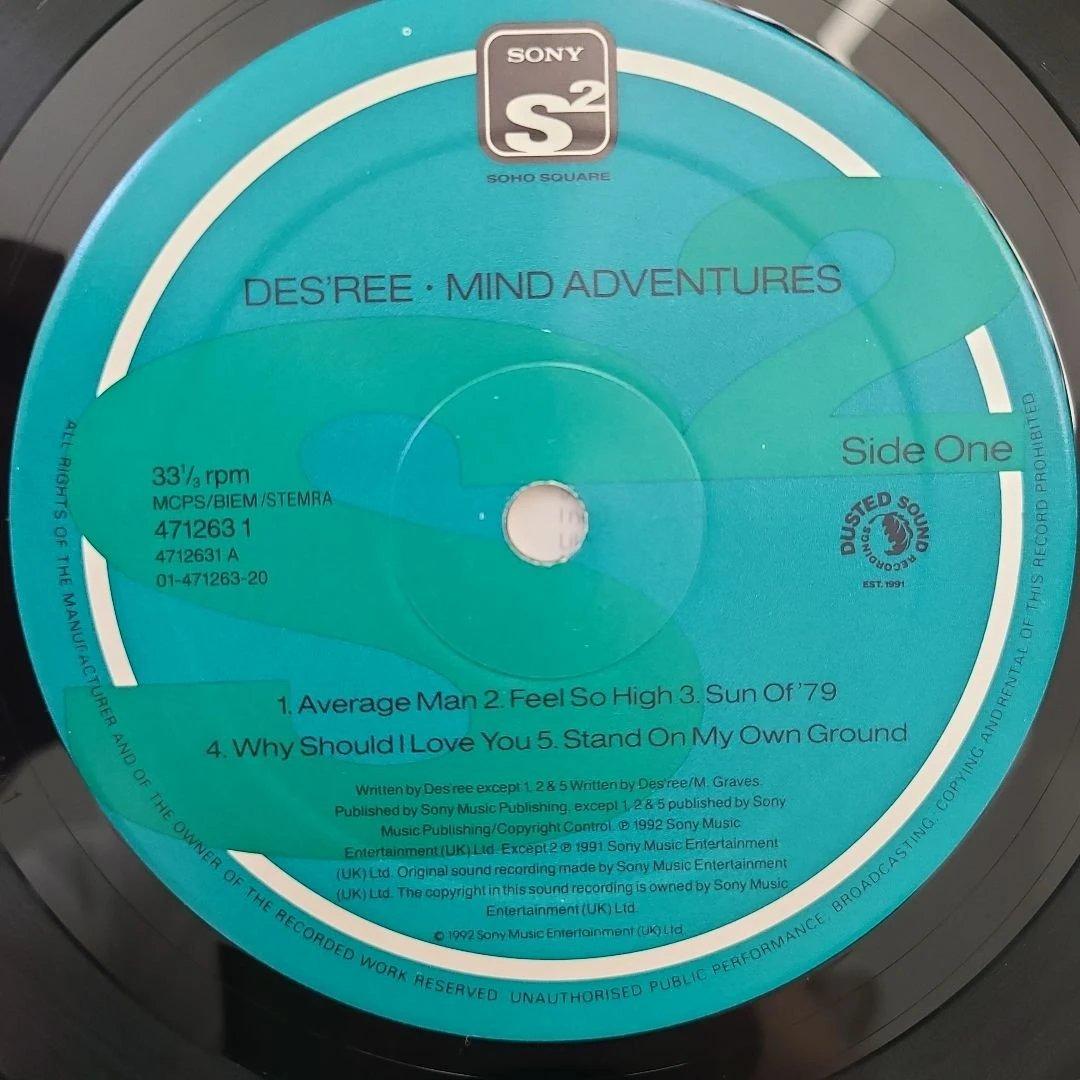 SONY
S2
SOHO SQUARE
DES'REE · MIND ADVENTURES
Side One
33 1/3 rpm
MCPS/BIEM/STEMRA
471263 1
4712631 A
01-471263-20
DUSTED SOUND
RECORDINGS
EST. 1991
1. Average Man 2. Feel So High 3. Sun Of '79
4. Why Should I Love You 5. Stand On My Own Ground
Written by Des'ree except 1, 2 & 5 Written by Des'ree/M. Graves.
Published by Sony Music Publishing, except 1, 2 & 5 published by Sony
Music Publishing/Copyright Control. ℗ 1992 Sony Music
Entertainment (UK) Ltd. Except 2 ℗ 1991 Sony Music Entertainment
(UK) Ltd. Original sound recording made by Sony Music Entertainment
(UK) Ltd. The copyright in this sound recording is owned by Sony Music
Entertainment (UK) Ltd.
© 1992 Sony Music Entertainment (UK) Ltd.
ALL RIGHTS OF THE MANUFACTURER AND OF THE OWNER OF THE RECORDED WORK RESERVED UNAUTHORISED PUBLIC PERFORMANCE, BROADCASTING, COPYING AND RENTAL OF THIS RECORD PROHIBITED